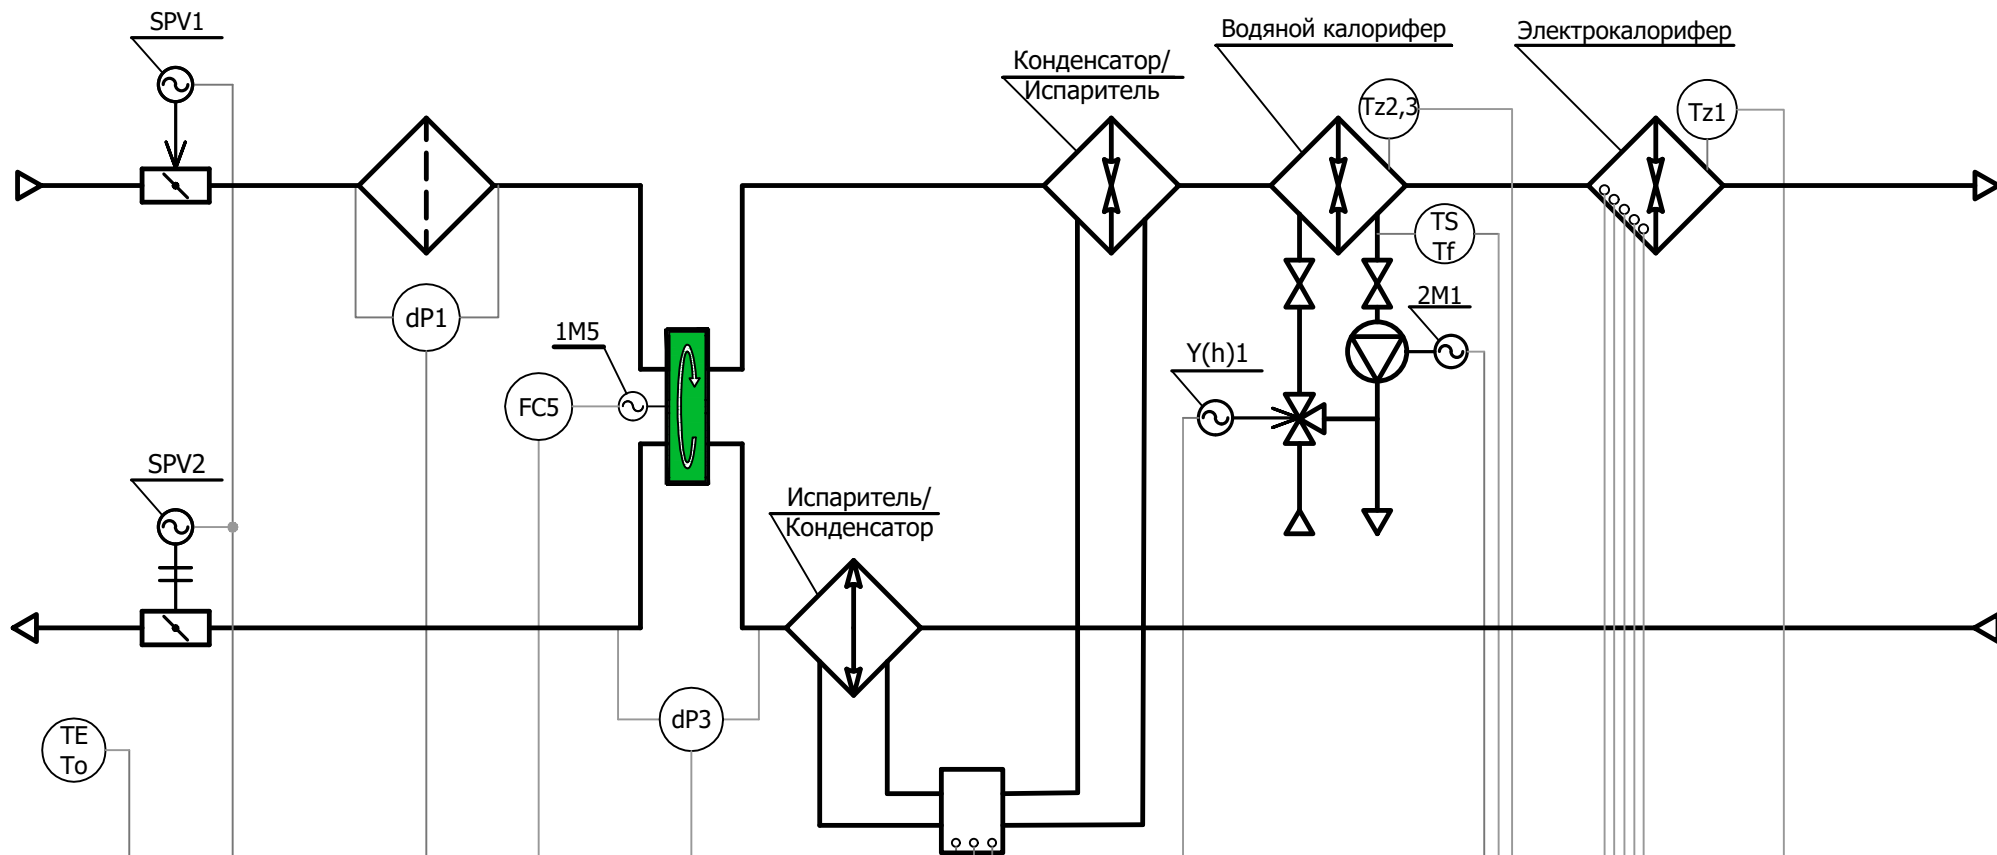 SPV1
Конденсатор/
Испаритель
Водяной калорифер
Электрокалорифер
Tz2,3
Tz1
TS
Tf
dP1
1M5
FC5
2M1
Y(h)1
SPV2
Испаритель/
Конденсатор
dP3
TE
To